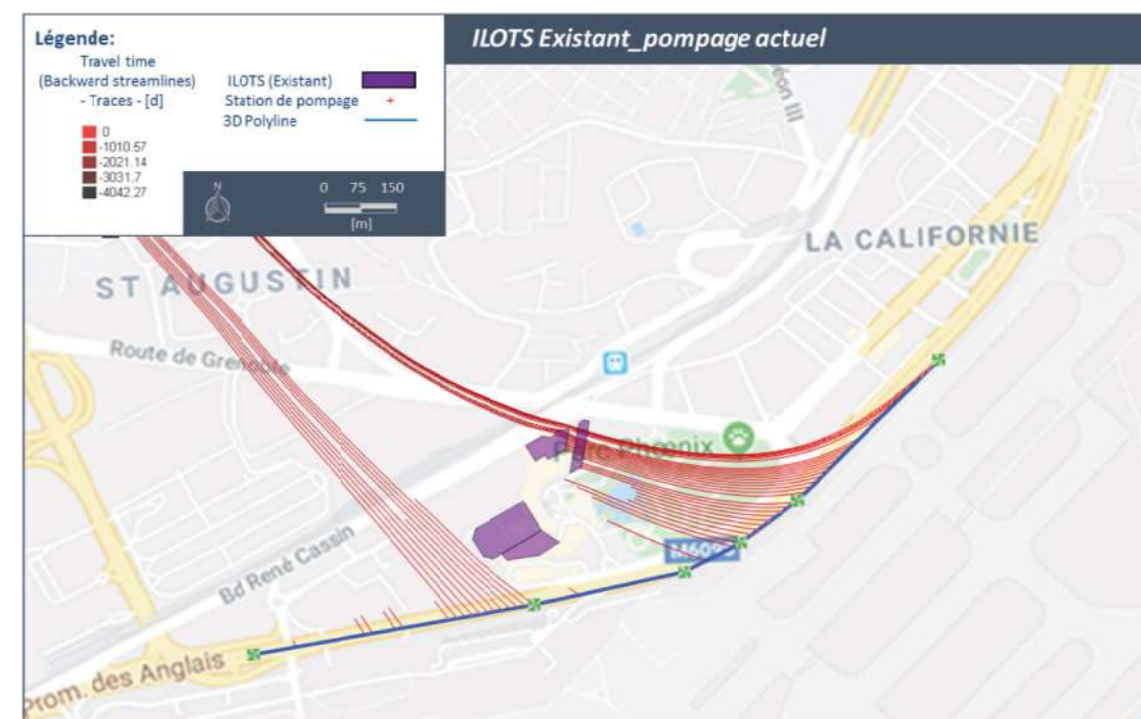 ILOTS Existant_pompage actuel
Légende:
Travel time
(Backward streamlines)
- Traces - [d]
0
-1010.57
-2021.14
-3031.7
-4042.27
ILOTS (Existant)
Station de pompage
3D Polyline
N
0 75 150
[m]
ST AUGUSTIN
LA CALIFORNIE
Route de Grenoble
Parc Phœnix
Bd René Cassin
Prom. des Anglais